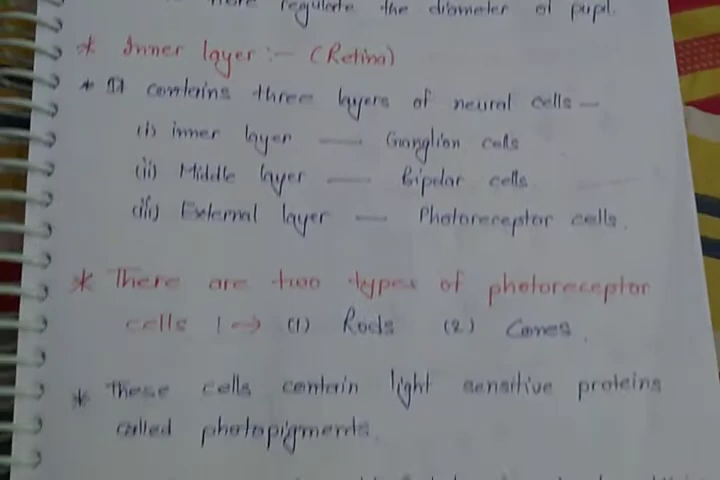 more regulate the diameter of pupil.
* Inner layer :- (Retina)
* It contains three layers of neural cells —
(i) inner layer — Ganglion cells
(ii) Middle layer — Bipolar cells
(iii) External layer — Photoreceptor cells.
* There are two types of photoreceptor
cells :→ (1) Rods (2) Cones.
* These cells contain light sensitive proteins
called photopigments.